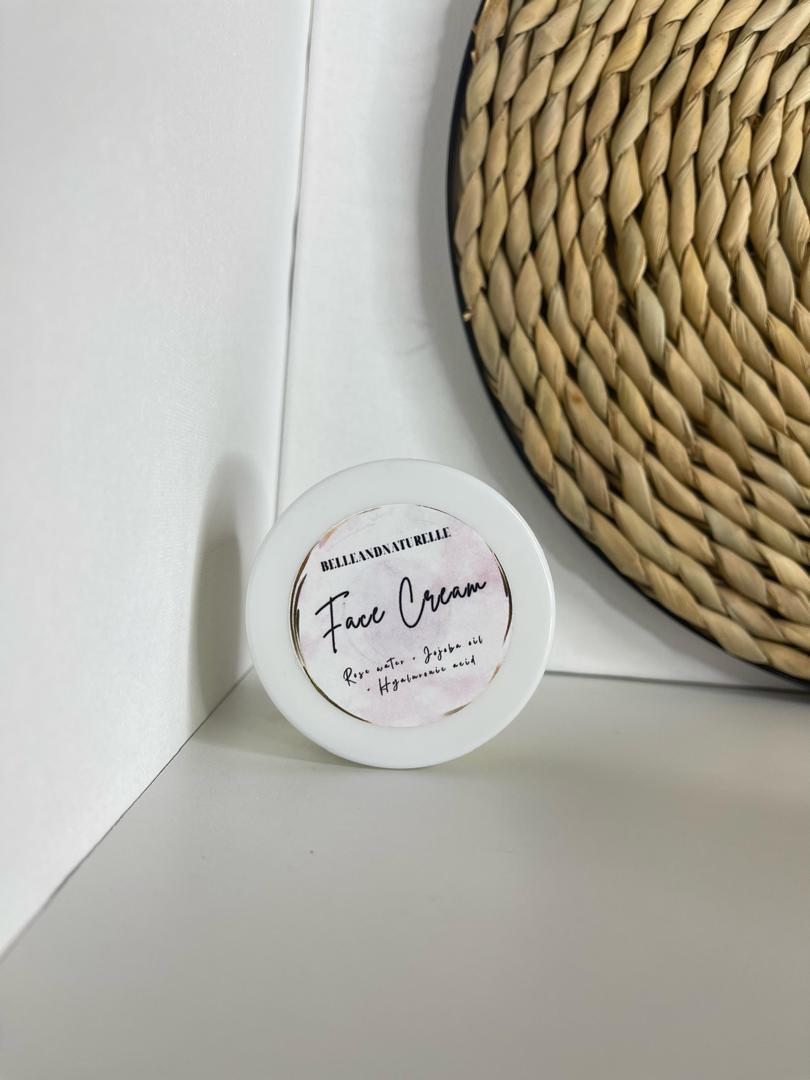 BELLEANDNATURELLE
Face Cream
Rose water • Jojoba oil
• Hyaluronic acid